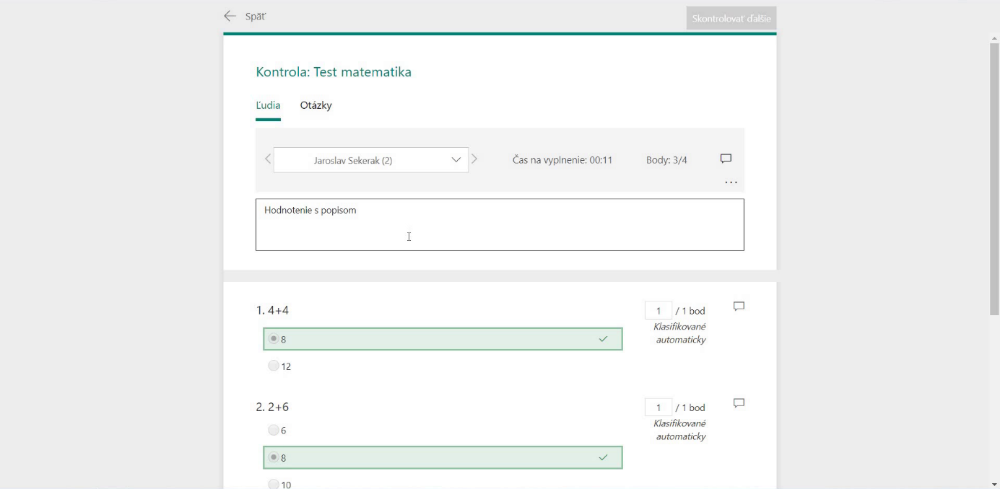 Späť
Skontrolovať ďalšie
Kontrola: Test matematika
Ľudia Otázky
Jaroslav Sekerak (2) Čas na vyplnenie: 00:11 Body: 3/4
Hodnotenie s popisom
1. 4+4 1 / 1 bod
Klasifikované
automaticky
8
12
2. 2+6 1 / 1 bod
Klasifikované
automaticky
6
8
10